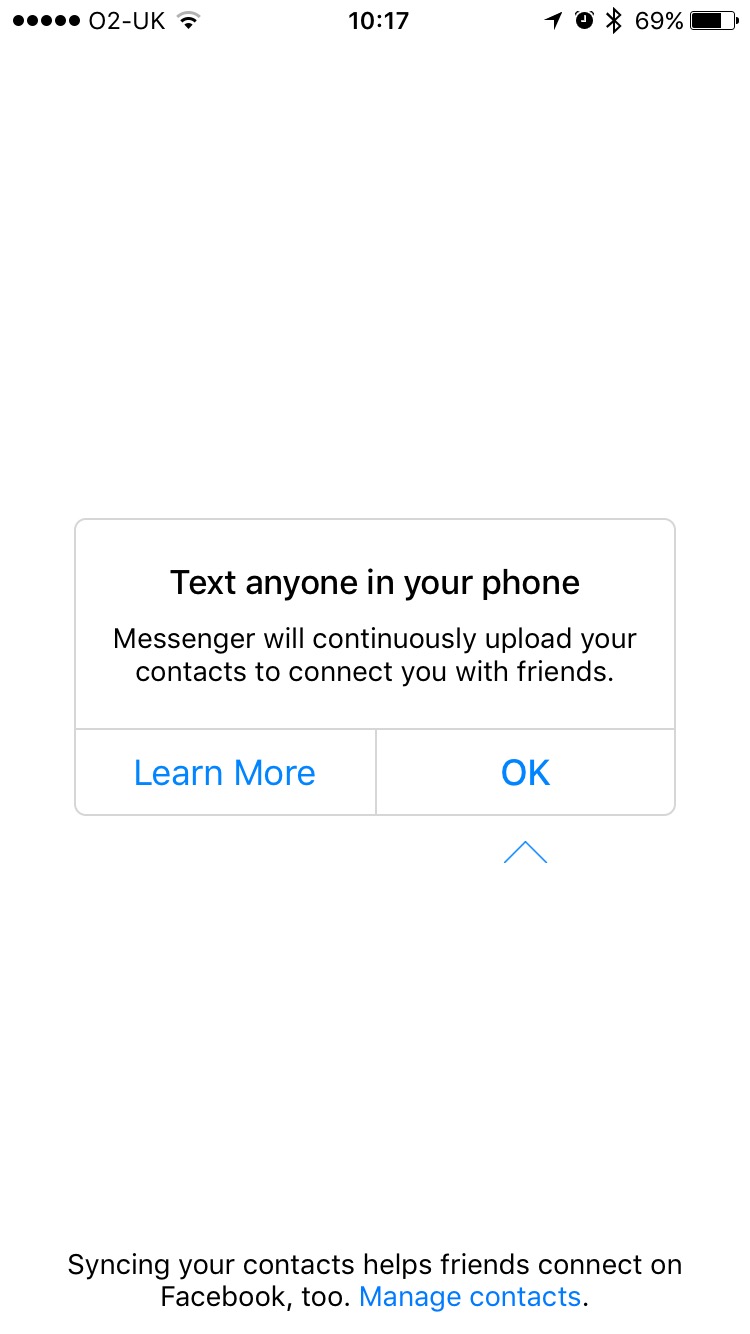 O2-UK 10:17 69%
Text anyone in your phone
Messenger will continuously upload your
contacts to connect you with friends.
Learn More OK
Syncing your contacts helps friends connect on
Facebook, too. Manage contacts.